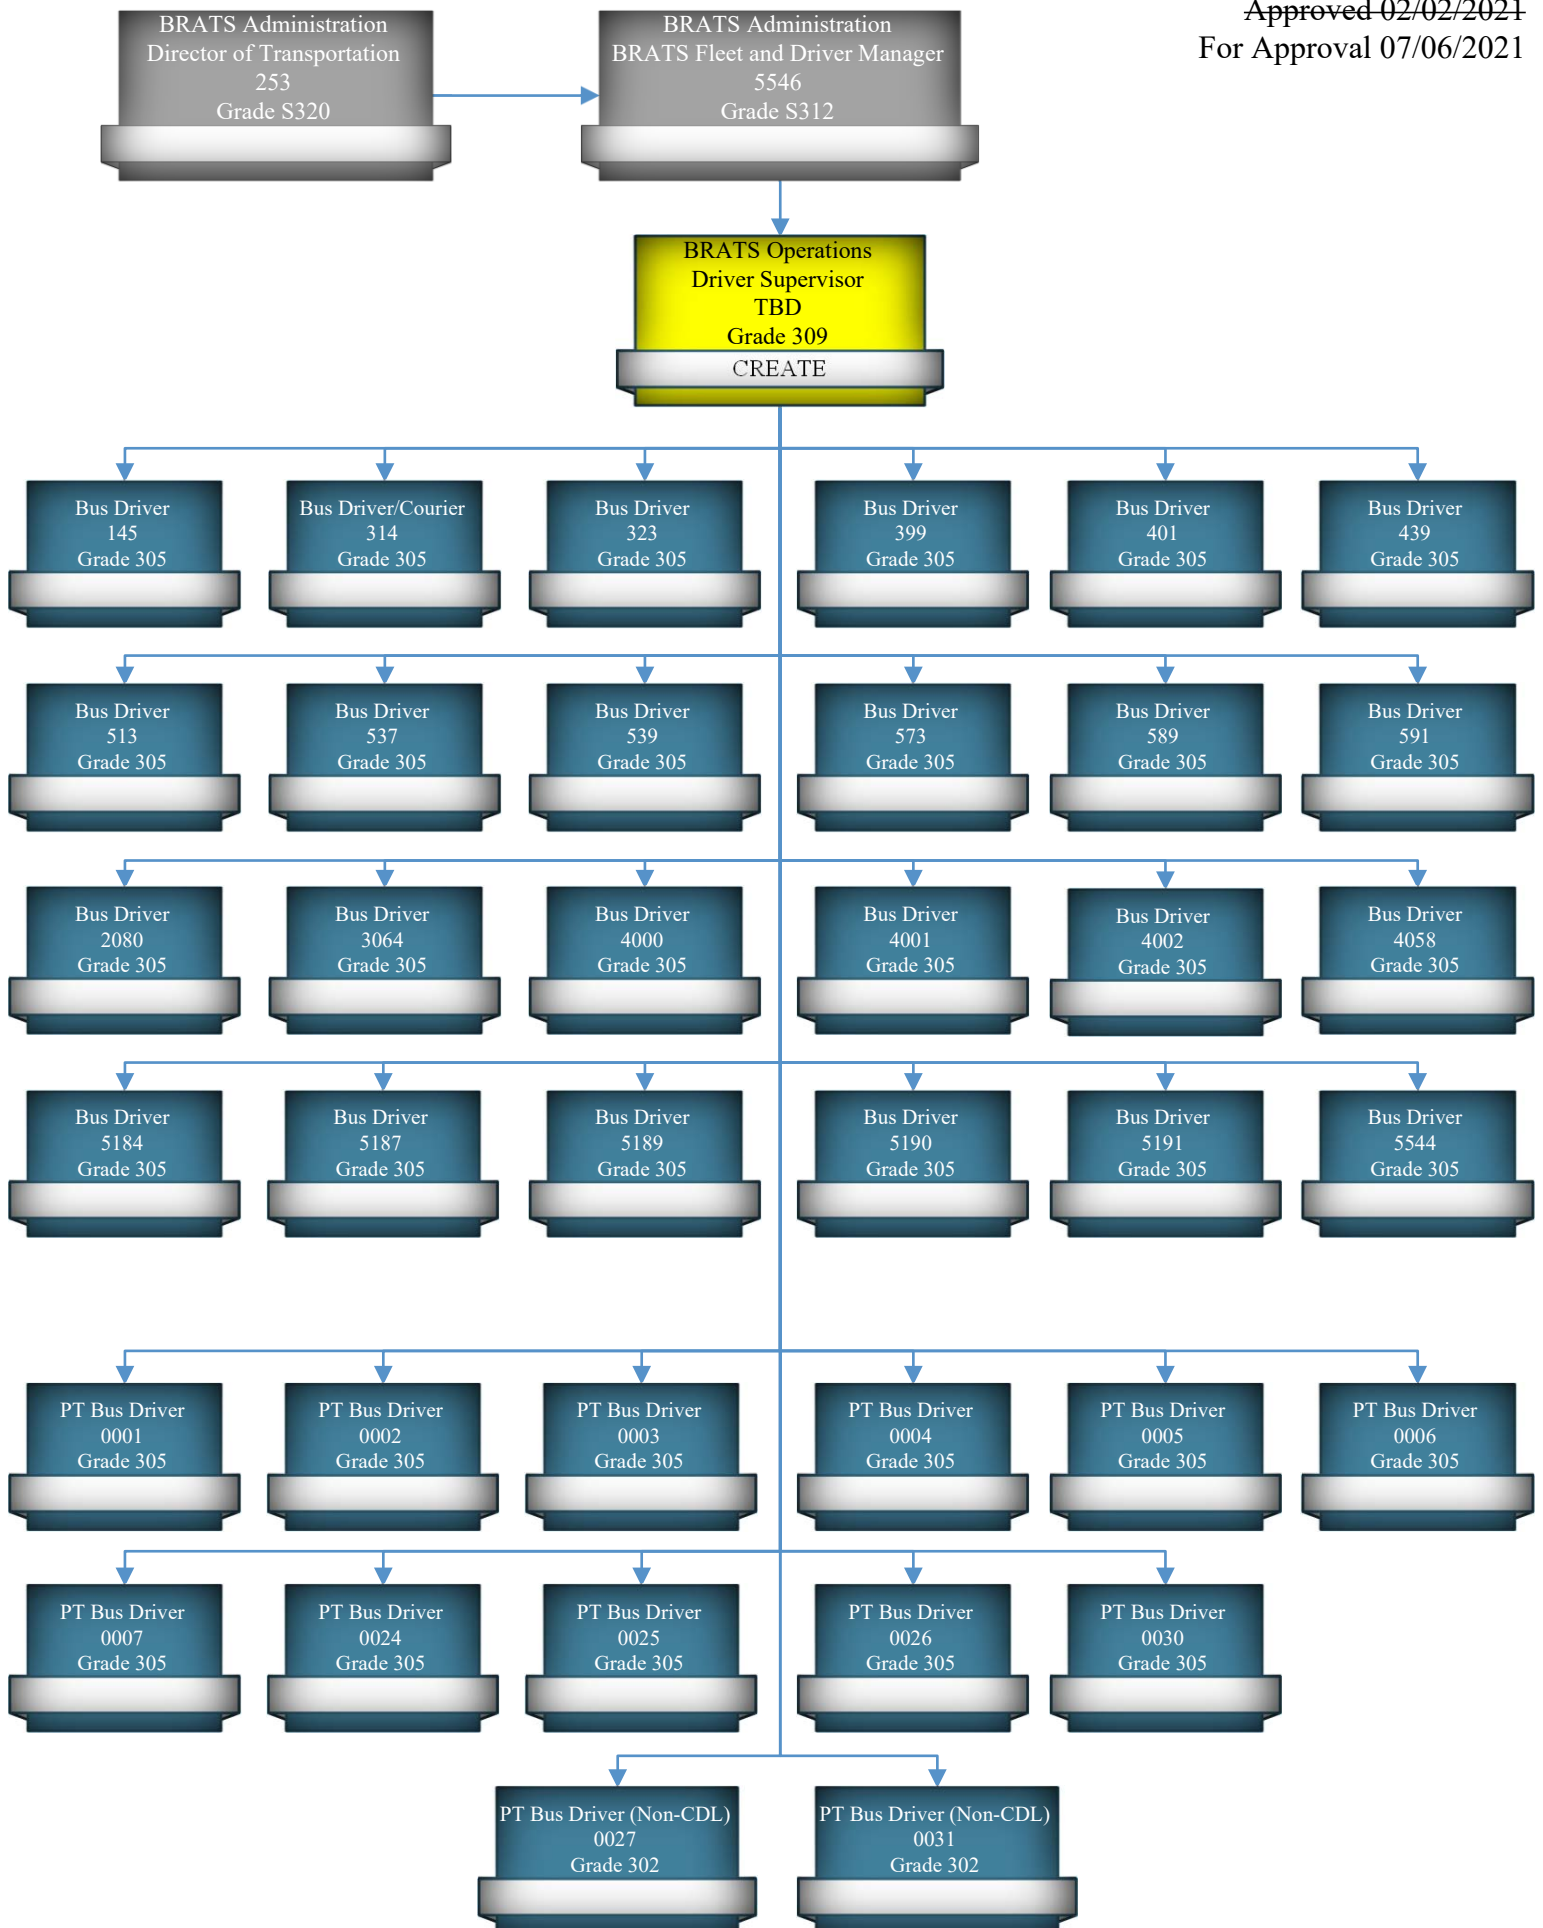 Approved 02/02/2021
For Approval 07/06/2021
BRATS Administration
Director of Transportation
253
Grade S320
BRATS Administration
BRATS Fleet and Driver Manager
5546
Grade S312
BRATS Operations
Driver Supervisor
TBD
Grade 309
CREATE
Bus Driver
145
Grade 305
Bus Driver/Courier
314
Grade 305
Bus Driver
323
Grade 305
Bus Driver
399
Grade 305
Bus Driver
401
Grade 305
Bus Driver
439
Grade 305
Bus Driver
513
Grade 305
Bus Driver
537
Grade 305
Bus Driver
539
Grade 305
Bus Driver
573
Grade 305
Bus Driver
589
Grade 305
Bus Driver
591
Grade 305
Bus Driver
2080
Grade 305
Bus Driver
3064
Grade 305
Bus Driver
4000
Grade 305
Bus Driver
4001
Grade 305
Bus Driver
4002
Grade 305
Bus Driver
4058
Grade 305
Bus Driver
5184
Grade 305
Bus Driver
5187
Grade 305
Bus Driver
5189
Grade 305
Bus Driver
5190
Grade 305
Bus Driver
5191
Grade 305
Bus Driver
5544
Grade 305
PT Bus Driver
0001
Grade 305
PT Bus Driver
0002
Grade 305
PT Bus Driver
0003
Grade 305
PT Bus Driver
0004
Grade 305
PT Bus Driver
0005
Grade 305
PT Bus Driver
0006
Grade 305
PT Bus Driver
0007
Grade 305
PT Bus Driver
0024
Grade 305
PT Bus Driver
0025
Grade 305
PT Bus Driver
0026
Grade 305
PT Bus Driver
0030
Grade 305
PT Bus Driver (Non-CDL)
0027
Grade 302
PT Bus Driver (Non-CDL)
0031
Grade 302